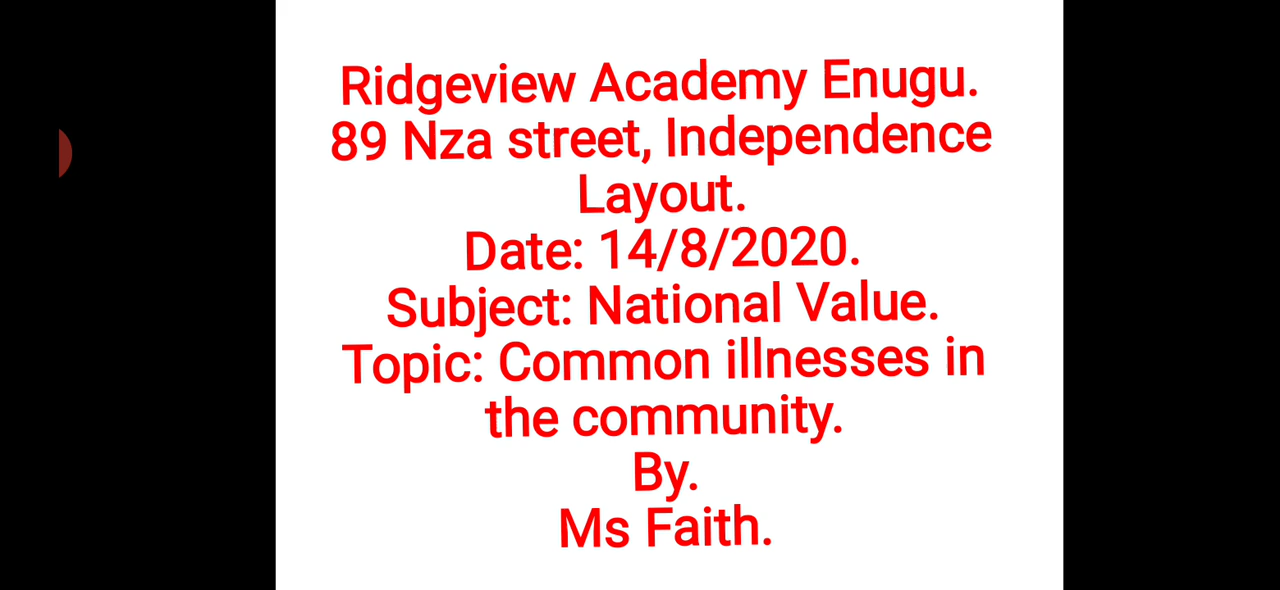 Ridgeview Academy Enugu.
89 Nza street, Independence
Layout.
Date: 14/8/2020.
Subject: National Value.
Topic: Common illnesses in
the community.
By.
Ms Faith.